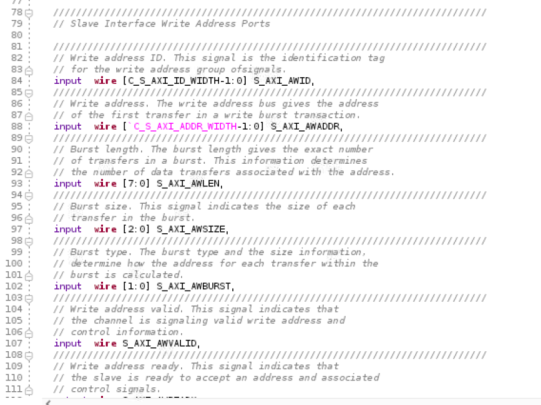 78 ////////////////////////////////////////////////////////////////////////
79 // Slave Interface Write Address Ports
80
81 ////////////////////////////////////////////////////////////////////////
82 // Write address ID. This signal is the identification tag
83 // for the write address group ofsignals.
84 input wire [C_S_AXI_ID_WIDTH-1:0] S_AXI_AWID,
85 ////////////////////////////////////////////////////////////////////////
86 // Write address. The write address bus gives the address
87 // of the first transfer in a write burst transaction.
88 input wire [`C_S_AXI_ADDR_WIDTH-1:0] S_AXI_AWADDR,
89 ////////////////////////////////////////////////////////////////////////
90 // Burst length. The burst length gives the exact number
91 // of transfers in a burst. This information determines
92 // the number of data transfers associated with the address.
93 input wire [7:0] S_AXI_AWLEN,
94 ////////////////////////////////////////////////////////////////////////
95 // Burst size. This signal indicates the size of each
96 // transfer in the burst.
97 input wire [2:0] S_AXI_AWSIZE,
98 ////////////////////////////////////////////////////////////////////////
99 // Burst type. The burst type and the size information,
100 // determine how the address for each transfer within the
101 // burst is calculated.
102 input wire [1:0] S_AXI_AWBURST,
103 ////////////////////////////////////////////////////////////////////////
104 // Write address valid. This signal indicates that
105 // the channel is signaling valid write address and
106 // control information.
107 input wire S_AXI_AWVALID,
108 ////////////////////////////////////////////////////////////////////////
109 // Write address ready. This signal indicates that
110 // the slave is ready to accept an address and associated
111 // control signals.